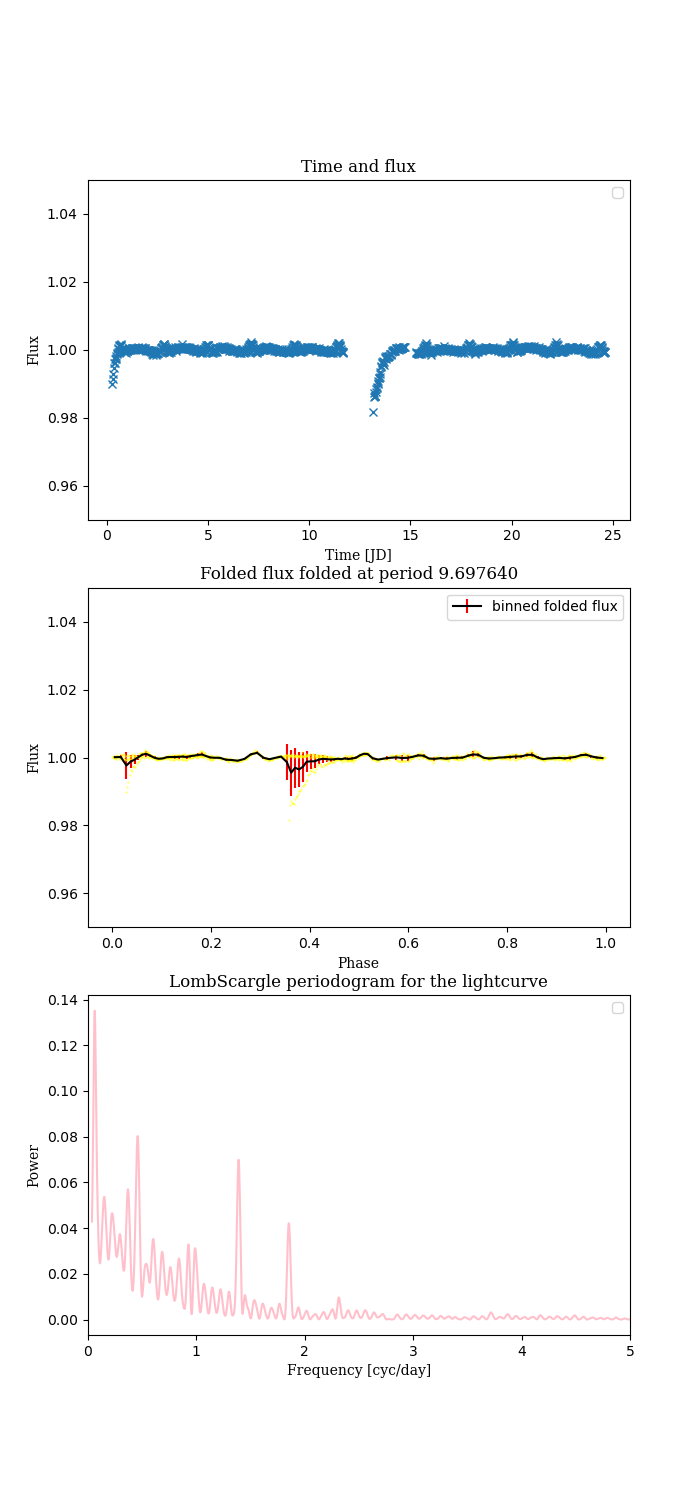 Time and flux
1.04
1.02
1.00
0.98
0.96
Flux
0 5 10 15 20 25
Time [JD]
Folded flux folded at period 9.697640
binned folded flux
1.04
1.02
1.00
0.98
0.96
Flux
0.0 0.2 0.4 0.6 0.8 1.0
Phase
LombScargle periodogram for the lightcurve
0.14
0.12
0.10
0.08
0.06
0.04
0.02
0.00
Power
0 1 2 3 4 5
Frequency [cyc/day]